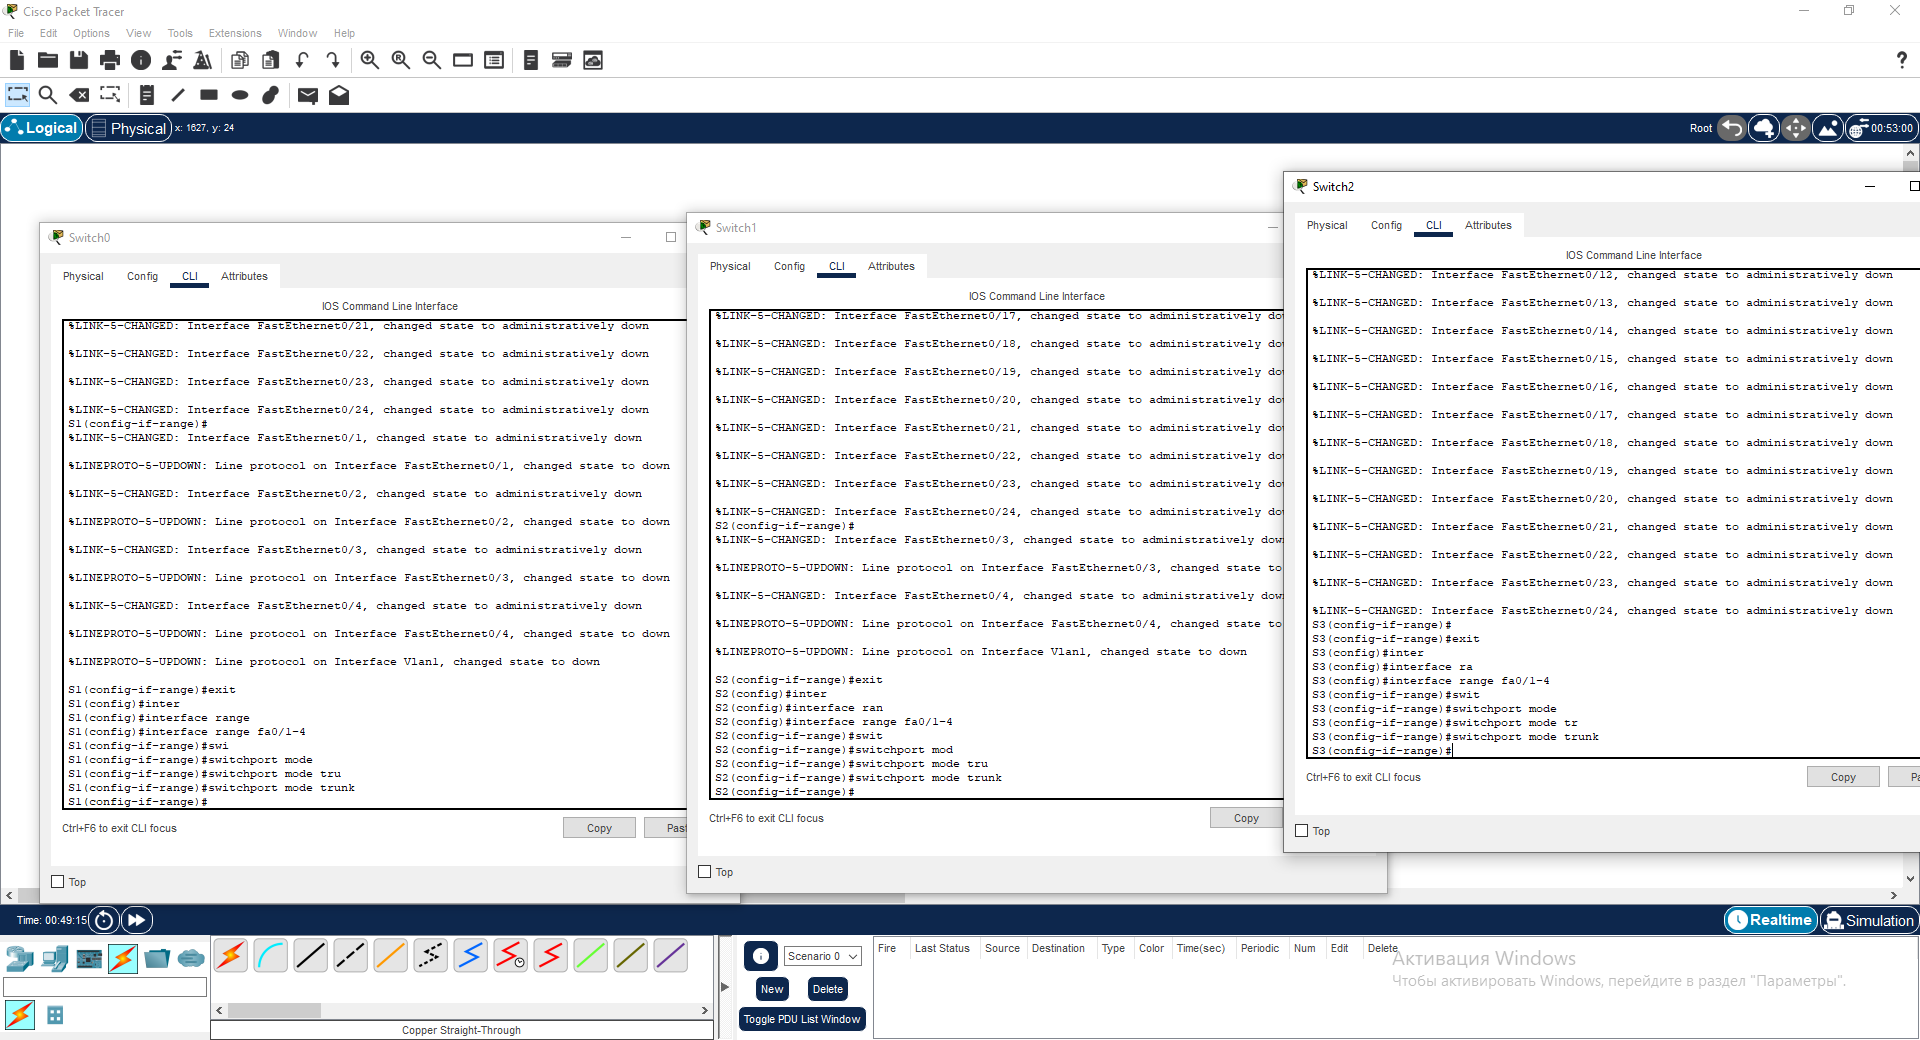 Cisco Packet Tracer
File Edit Options View Tools Extensions Window Help
Logical Physical x: 1627, y: 24 Root 00:53:00
Switch0
Physical Config CLI Attributes
IOS Command Line Interface
%LINK-5-CHANGED: Interface FastEthernet0/21, changed state to administratively down
%LINK-5-CHANGED: Interface FastEthernet0/22, changed state to administratively down
%LINK-5-CHANGED: Interface FastEthernet0/23, changed state to administratively down
%LINK-5-CHANGED: Interface FastEthernet0/24, changed state to administratively down
S1(config-if-range)#
%LINK-5-CHANGED: Interface FastEthernet0/1, changed state to administratively down
%LINEPROTO-5-UPDOWN: Line protocol on Interface FastEthernet0/1, changed state to down
%LINK-5-CHANGED: Interface FastEthernet0/2, changed state to administratively down
%LINEPROTO-5-UPDOWN: Line protocol on Interface FastEthernet0/2, changed state to down
%LINK-5-CHANGED: Interface FastEthernet0/3, changed state to administratively down
%LINEPROTO-5-UPDOWN: Line protocol on Interface FastEthernet0/3, changed state to down
%LINK-5-CHANGED: Interface FastEthernet0/4, changed state to administratively down
%LINEPROTO-5-UPDOWN: Line protocol on Interface FastEthernet0/4, changed state to down
%LINEPROTO-5-UPDOWN: Line protocol on Interface Vlan1, changed state to down
S1(config-if-range)#exit
S1(config)#inter
S1(config)#interface range
S1(config)#interface range fa0/1-4
S1(config-if-range)#swi
S1(config-if-range)#switchport mode
S1(config-if-range)#switchport mode tru
S1(config-if-range)#switchport mode trunk
S1(config-if-range)#
Ctrl+F6 to exit CLI focus
Copy Past
Top
Switch1
Physical Config CLI Attributes
IOS Command Line Interface
%LINK-5-CHANGED: Interface FastEthernet0/17, changed state to administratively do
%LINK-5-CHANGED: Interface FastEthernet0/18, changed state to administratively do
%LINK-5-CHANGED: Interface FastEthernet0/19, changed state to administratively do
%LINK-5-CHANGED: Interface FastEthernet0/20, changed state to administratively do
%LINK-5-CHANGED: Interface FastEthernet0/21, changed state to administratively do
%LINK-5-CHANGED: Interface FastEthernet0/22, changed state to administratively do
%LINK-5-CHANGED: Interface FastEthernet0/23, changed state to administratively do
%LINK-5-CHANGED: Interface FastEthernet0/24, changed state to administratively do
S2(config-if-range)#
%LINK-5-CHANGED: Interface FastEthernet0/3, changed state to administratively dow
%LINEPROTO-5-UPDOWN: Line protocol on Interface FastEthernet0/3, changed state to
%LINK-5-CHANGED: Interface FastEthernet0/4, changed state to administratively dow
%LINEPROTO-5-UPDOWN: Line protocol on Interface FastEthernet0/4, changed state to
%LINEPROTO-5-UPDOWN: Line protocol on Interface Vlan1, changed state to down
S2(config-if-range)#exit
S2(config)#inter
S2(config)#interface ran
S2(config)#interface range fa0/1-4
S2(config-if-range)#swit
S2(config-if-range)#switchport mod
S2(config-if-range)#switchport mode tru
S2(config-if-range)#switchport mode trunk
S2(config-if-range)#
Ctrl+F6 to exit CLI focus
Copy
Top
Switch2
Physical Config CLI Attributes
IOS Command Line Interface
%LINK-5-CHANGED: Interface FastEthernet0/12, changed state to administratively down
%LINK-5-CHANGED: Interface FastEthernet0/13, changed state to administratively down
%LINK-5-CHANGED: Interface FastEthernet0/14, changed state to administratively down
%LINK-5-CHANGED: Interface FastEthernet0/15, changed state to administratively down
%LINK-5-CHANGED: Interface FastEthernet0/16, changed state to administratively down
%LINK-5-CHANGED: Interface FastEthernet0/17, changed state to administratively down
%LINK-5-CHANGED: Interface FastEthernet0/18, changed state to administratively down
%LINK-5-CHANGED: Interface FastEthernet0/19, changed state to administratively down
%LINK-5-CHANGED: Interface FastEthernet0/20, changed state to administratively down
%LINK-5-CHANGED: Interface FastEthernet0/21, changed state to administratively down
%LINK-5-CHANGED: Interface FastEthernet0/22, changed state to administratively down
%LINK-5-CHANGED: Interface FastEthernet0/23, changed state to administratively down
%LINK-5-CHANGED: Interface FastEthernet0/24, changed state to administratively down
S3(config-if-range)#
S3(config-if-range)#exit
S3(config)#inter
S3(config)#interface ra
S3(config)#interface range fa0/1-4
S3(config-if-range)#swit
S3(config-if-range)#switchport mode
S3(config-if-range)#switchport mode tr
S3(config-if-range)#switchport mode trunk
S3(config-if-range)#
Ctrl+F6 to exit CLI focus
Copy Pa
Top
Time: 00:49:15 Realtime Simulation
Copper Straight-Through
Scenario 0
New Delete
Toggle PDU List Window
Fire Last Status Source Destination Type Color Time(sec) Periodic Num Edit Delete
Активация Windows
Чтобы активировать Windows, перейдите в раздел "Параметры".